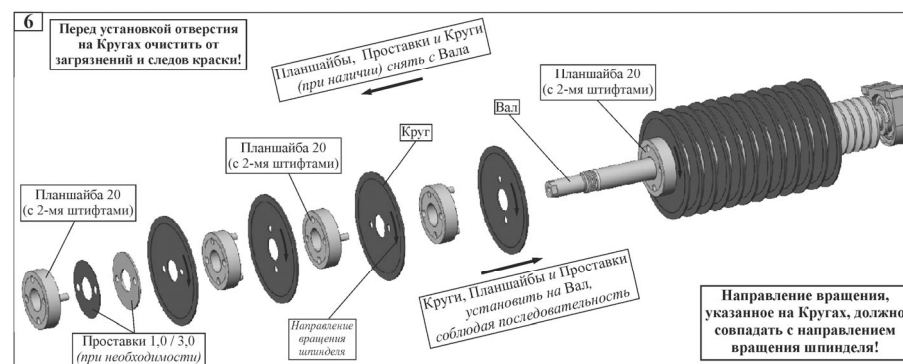 6
Перед установкой отверстия
на Кругах очистить от
загрязнений и следов краски!
Планшайбы, Проставки и Круги
(при наличии) снять с Вала
Планшайба 20
(с 2-мя штифтами)
Вал
Круг
Планшайба 20
(с 2-мя штифтами)
Планшайба 20
(с 2-мя штифтами)
Круги, Планшайбы и Проставки
установить на Вал,
соблюдая последовательность
Направление
вращения
шпинделя
Проставки 1,0 / 3,0
(при необходимости)
Направление вращения,
указанное на Кругах, должно
совпадать с направлением
вращения шпинделя!